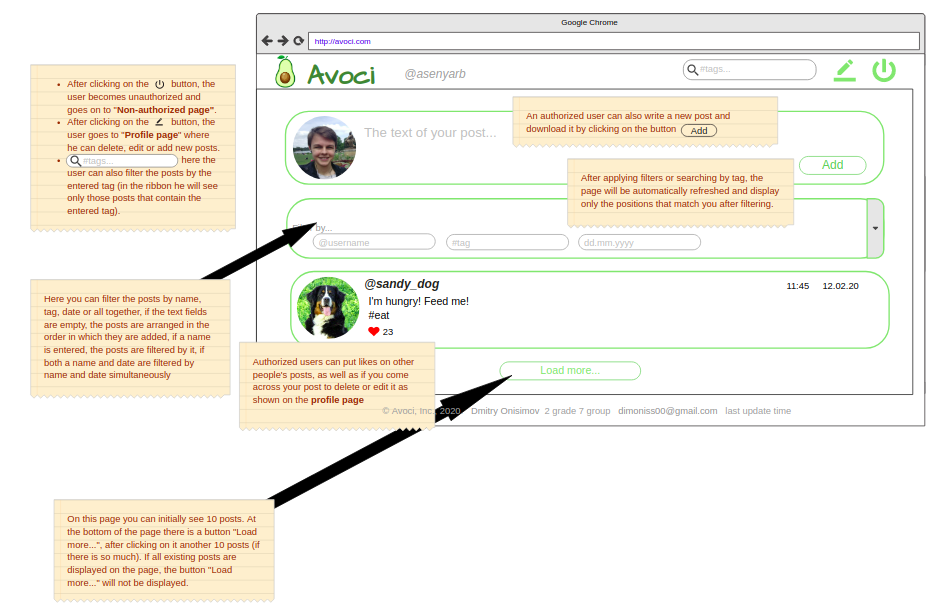 Google Chrome
http://avoci.com
Avoci
@asenyarb
#tags...
• After clicking on the button, the
user becomes unauthorized and
goes on to "Non-authorized page".
• After clicking on the button, the
user goes to "Profile page" where
he can delete, edit or add new posts.
• #tags... here the
user can also filter the posts by the
entered tag (in the ribbon he will see
only those posts that contain the
entered tag).
The text of your post...
An authorized user can also write a new post and
download it by clicking on the button Add
Add
After applying filters or searching by tag, the
page will be automatically refreshed and display
only the positions that match you after filtering.
by...
@username
#tag
dd.mm.yyyy
@sandy_dog
11:45 12.02.20
I'm hungry! Feed me!
#eat
23
Here you can filter the posts by name,
tag, date or all together, if the text fields
are empty, the posts are arranged in the
order in which they are added, if a name
is entered, the posts are filtered by it, if
both a name and date are filtered by
name and date simultaneously
Authorized users can put likes on other
people's posts, as well as if you come
across your post to delete or edit it as
shown on the profile page
Load more...
© Avoci, Inc., 2020 Dmitry Onisimov 2 grade 7 group dimoniss00@gmail.com last update time
On this page you can initially see 10 posts. At
the bottom of the page there is a button "Load
more...", after clicking on it another 10 posts (if
there is so much). If all existing posts are
displayed on the page, the button "Load
more..." will not be displayed.